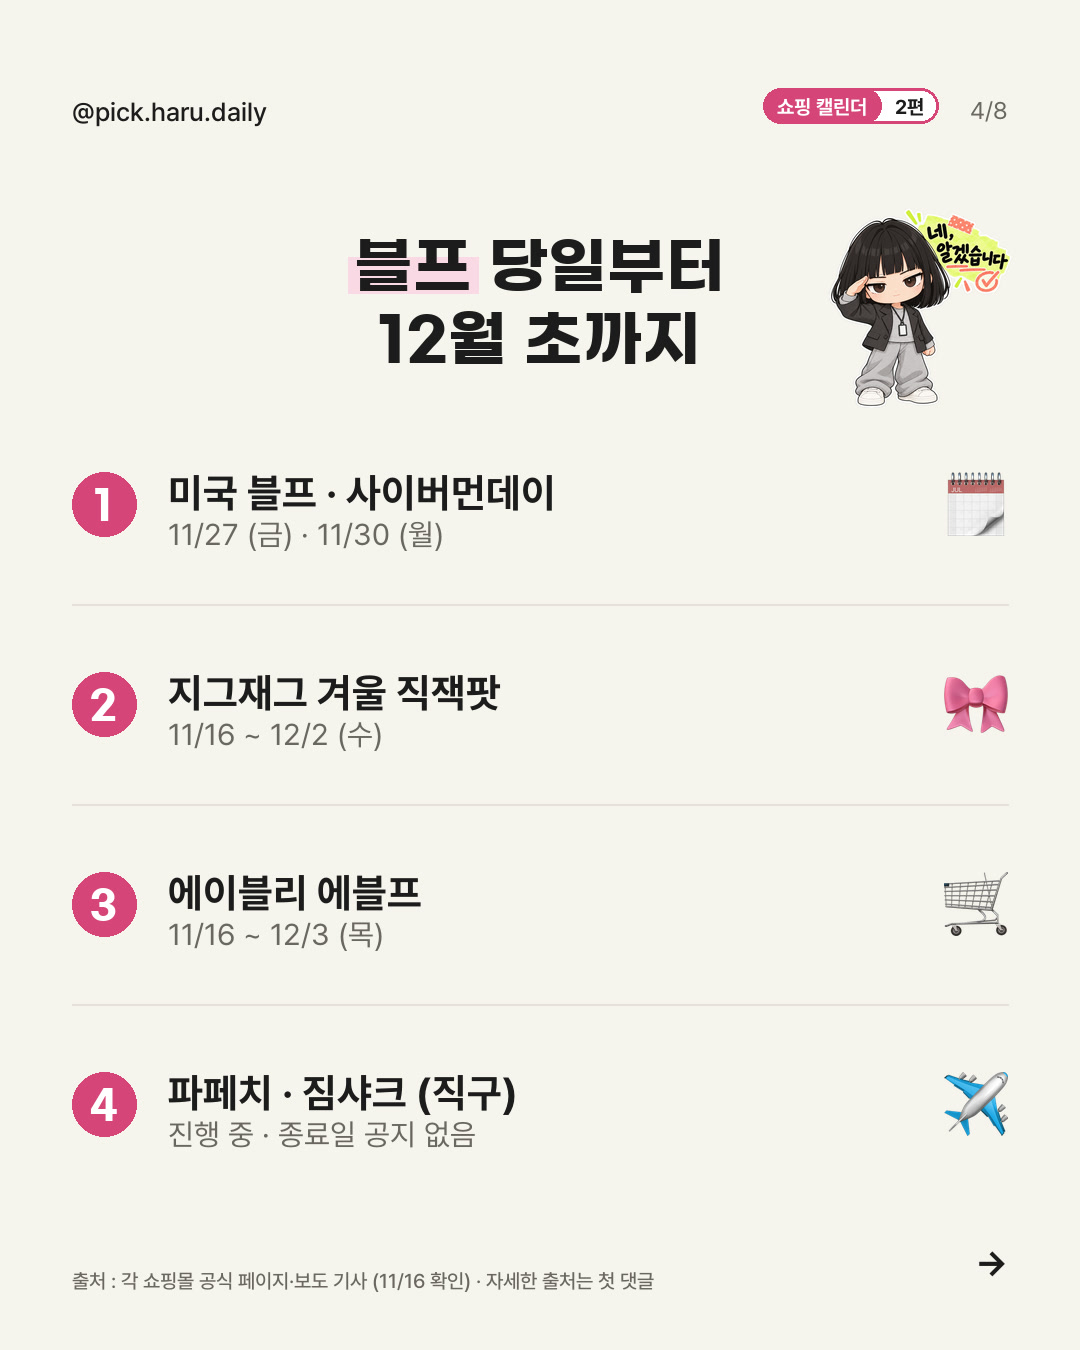 @pick.haru.daily
쇼핑 캘린더 2편 4/8
블프 당일부터
12월 초까지
네,
알겠습니다
1 미국 블프 · 사이버먼데이
11/27 (금) · 11/30 (월)
JUL
2 지그재그 겨울 직잭팟
11/16 ~ 12/2 (수)
3 에이블리 에블프
11/16 ~ 12/3 (목)
4 파페치 · 짐샤크 (직구)
진행 중 · 종료일 공지 없음
출처 : 각 쇼핑몰 공식 페이지·보도 기사 (11/16 확인) · 자세한 출처는 첫 댓글